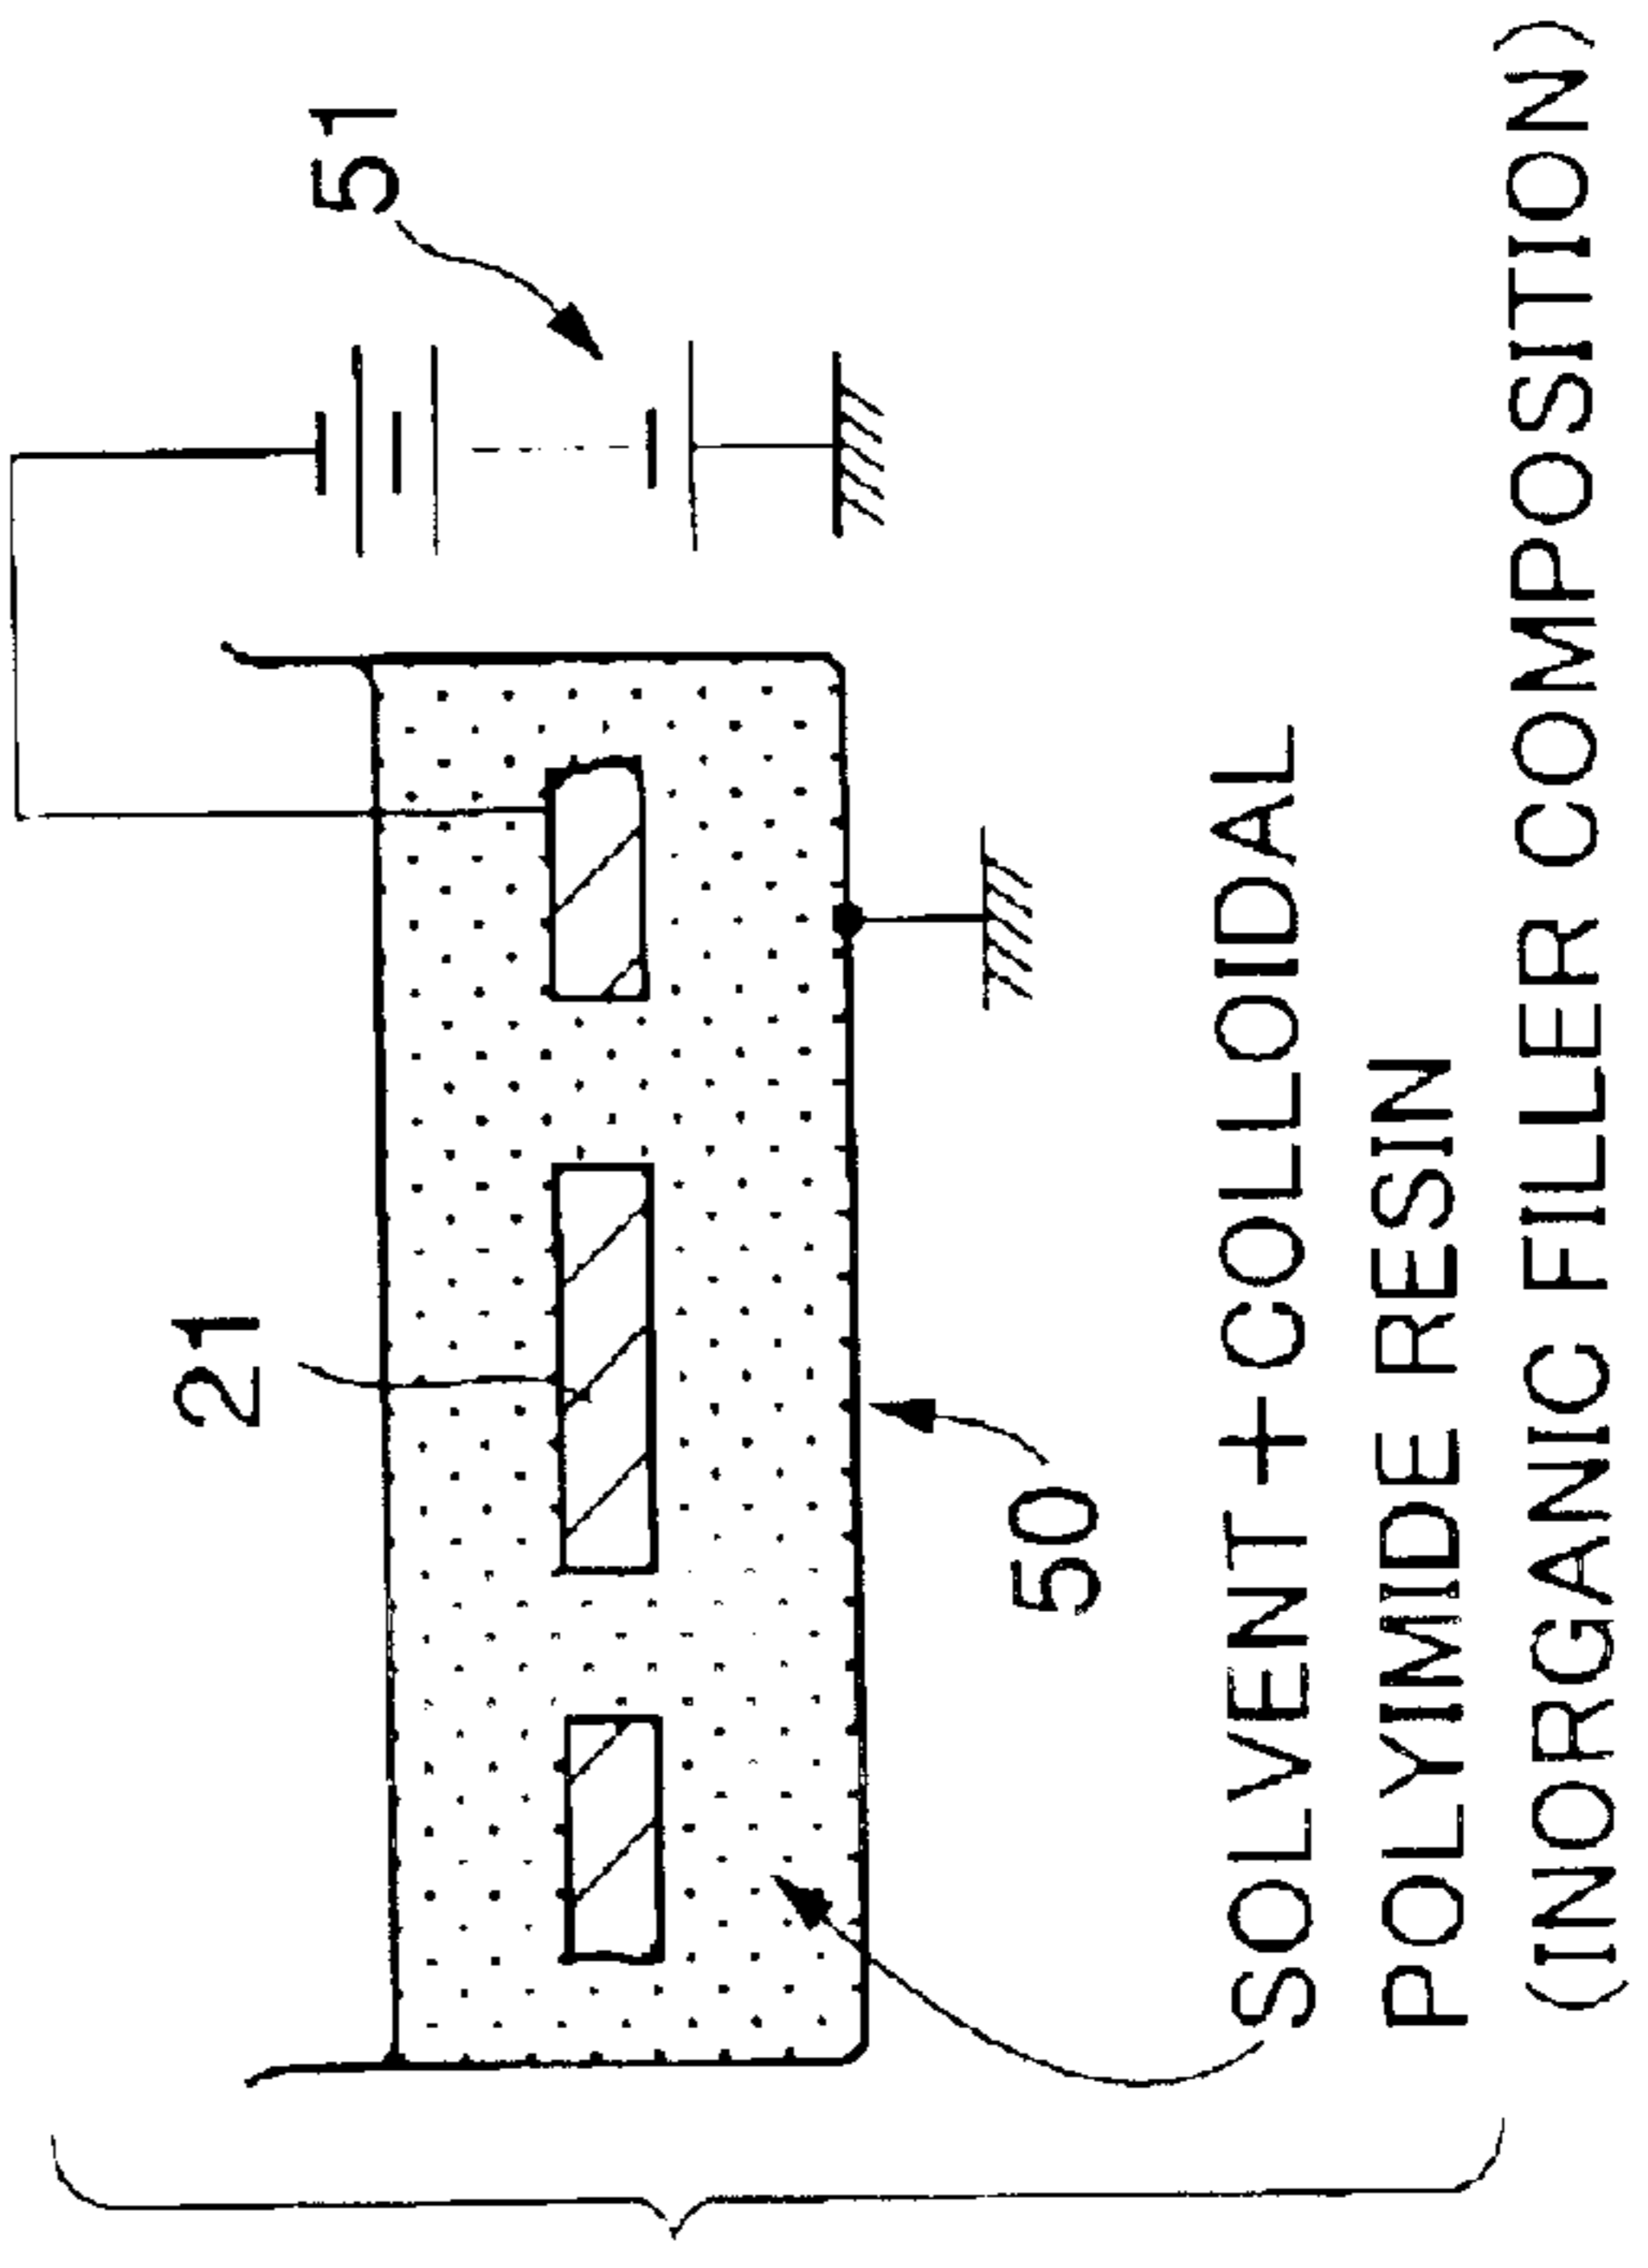 51
21
50
SOLVENT + COLLOIDAL
POLYIMIDE RESIN
(INORGANIC FILLER COMPOSITION)